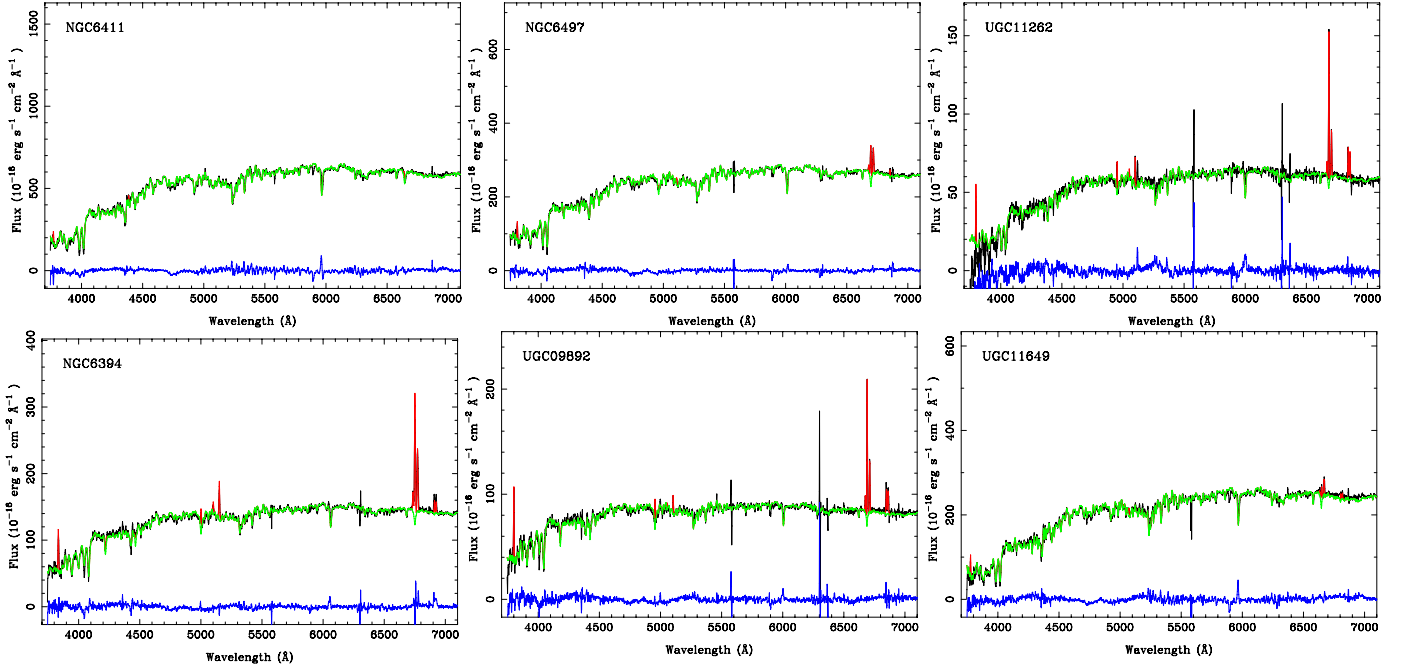 NGC6411
1500
1000
500
0
Flux (10⁻¹⁶ erg s⁻¹ cm⁻² Å⁻¹)
4000 4500 5000 5500 6000 6500 7000
Wavelength (Å)
NGC6497
600
400
200
0
Flux (10⁻¹⁶ erg s⁻¹ cm⁻² Å⁻¹)
4000 4500 5000 5500 6000 6500 7000
Wavelength (Å)
UGC11262
150
100
50
0
Flux (10⁻¹⁶ erg s⁻¹ cm⁻² Å⁻¹)
4000 4500 5000 5500 6000 6500 7000
Wavelength (Å)
NGC6394
400
300
200
100
0
Flux (10⁻¹⁶ erg s⁻¹ cm⁻² Å⁻¹)
4000 4500 5000 5500 6000 6500 7000
Wavelength (Å)
UGC09892
200
100
0
Flux (10⁻¹⁶ erg s⁻¹ cm⁻² Å⁻¹)
4000 4500 5000 5500 6000 6500 7000
Wavelength (Å)
UGC11649
600
400
200
0
Flux (10⁻¹⁶ erg s⁻¹ cm⁻² Å⁻¹)
4000 4500 5000 5500 6000 6500 7000
Wavelength (Å)